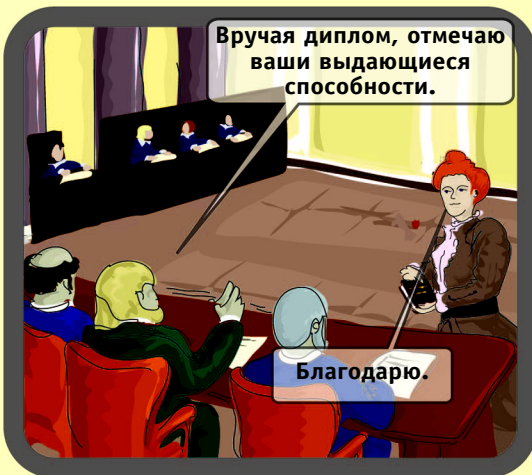 Вручая диплом, отмечаю
ваши выдающиеся
способности.
Благодарю.